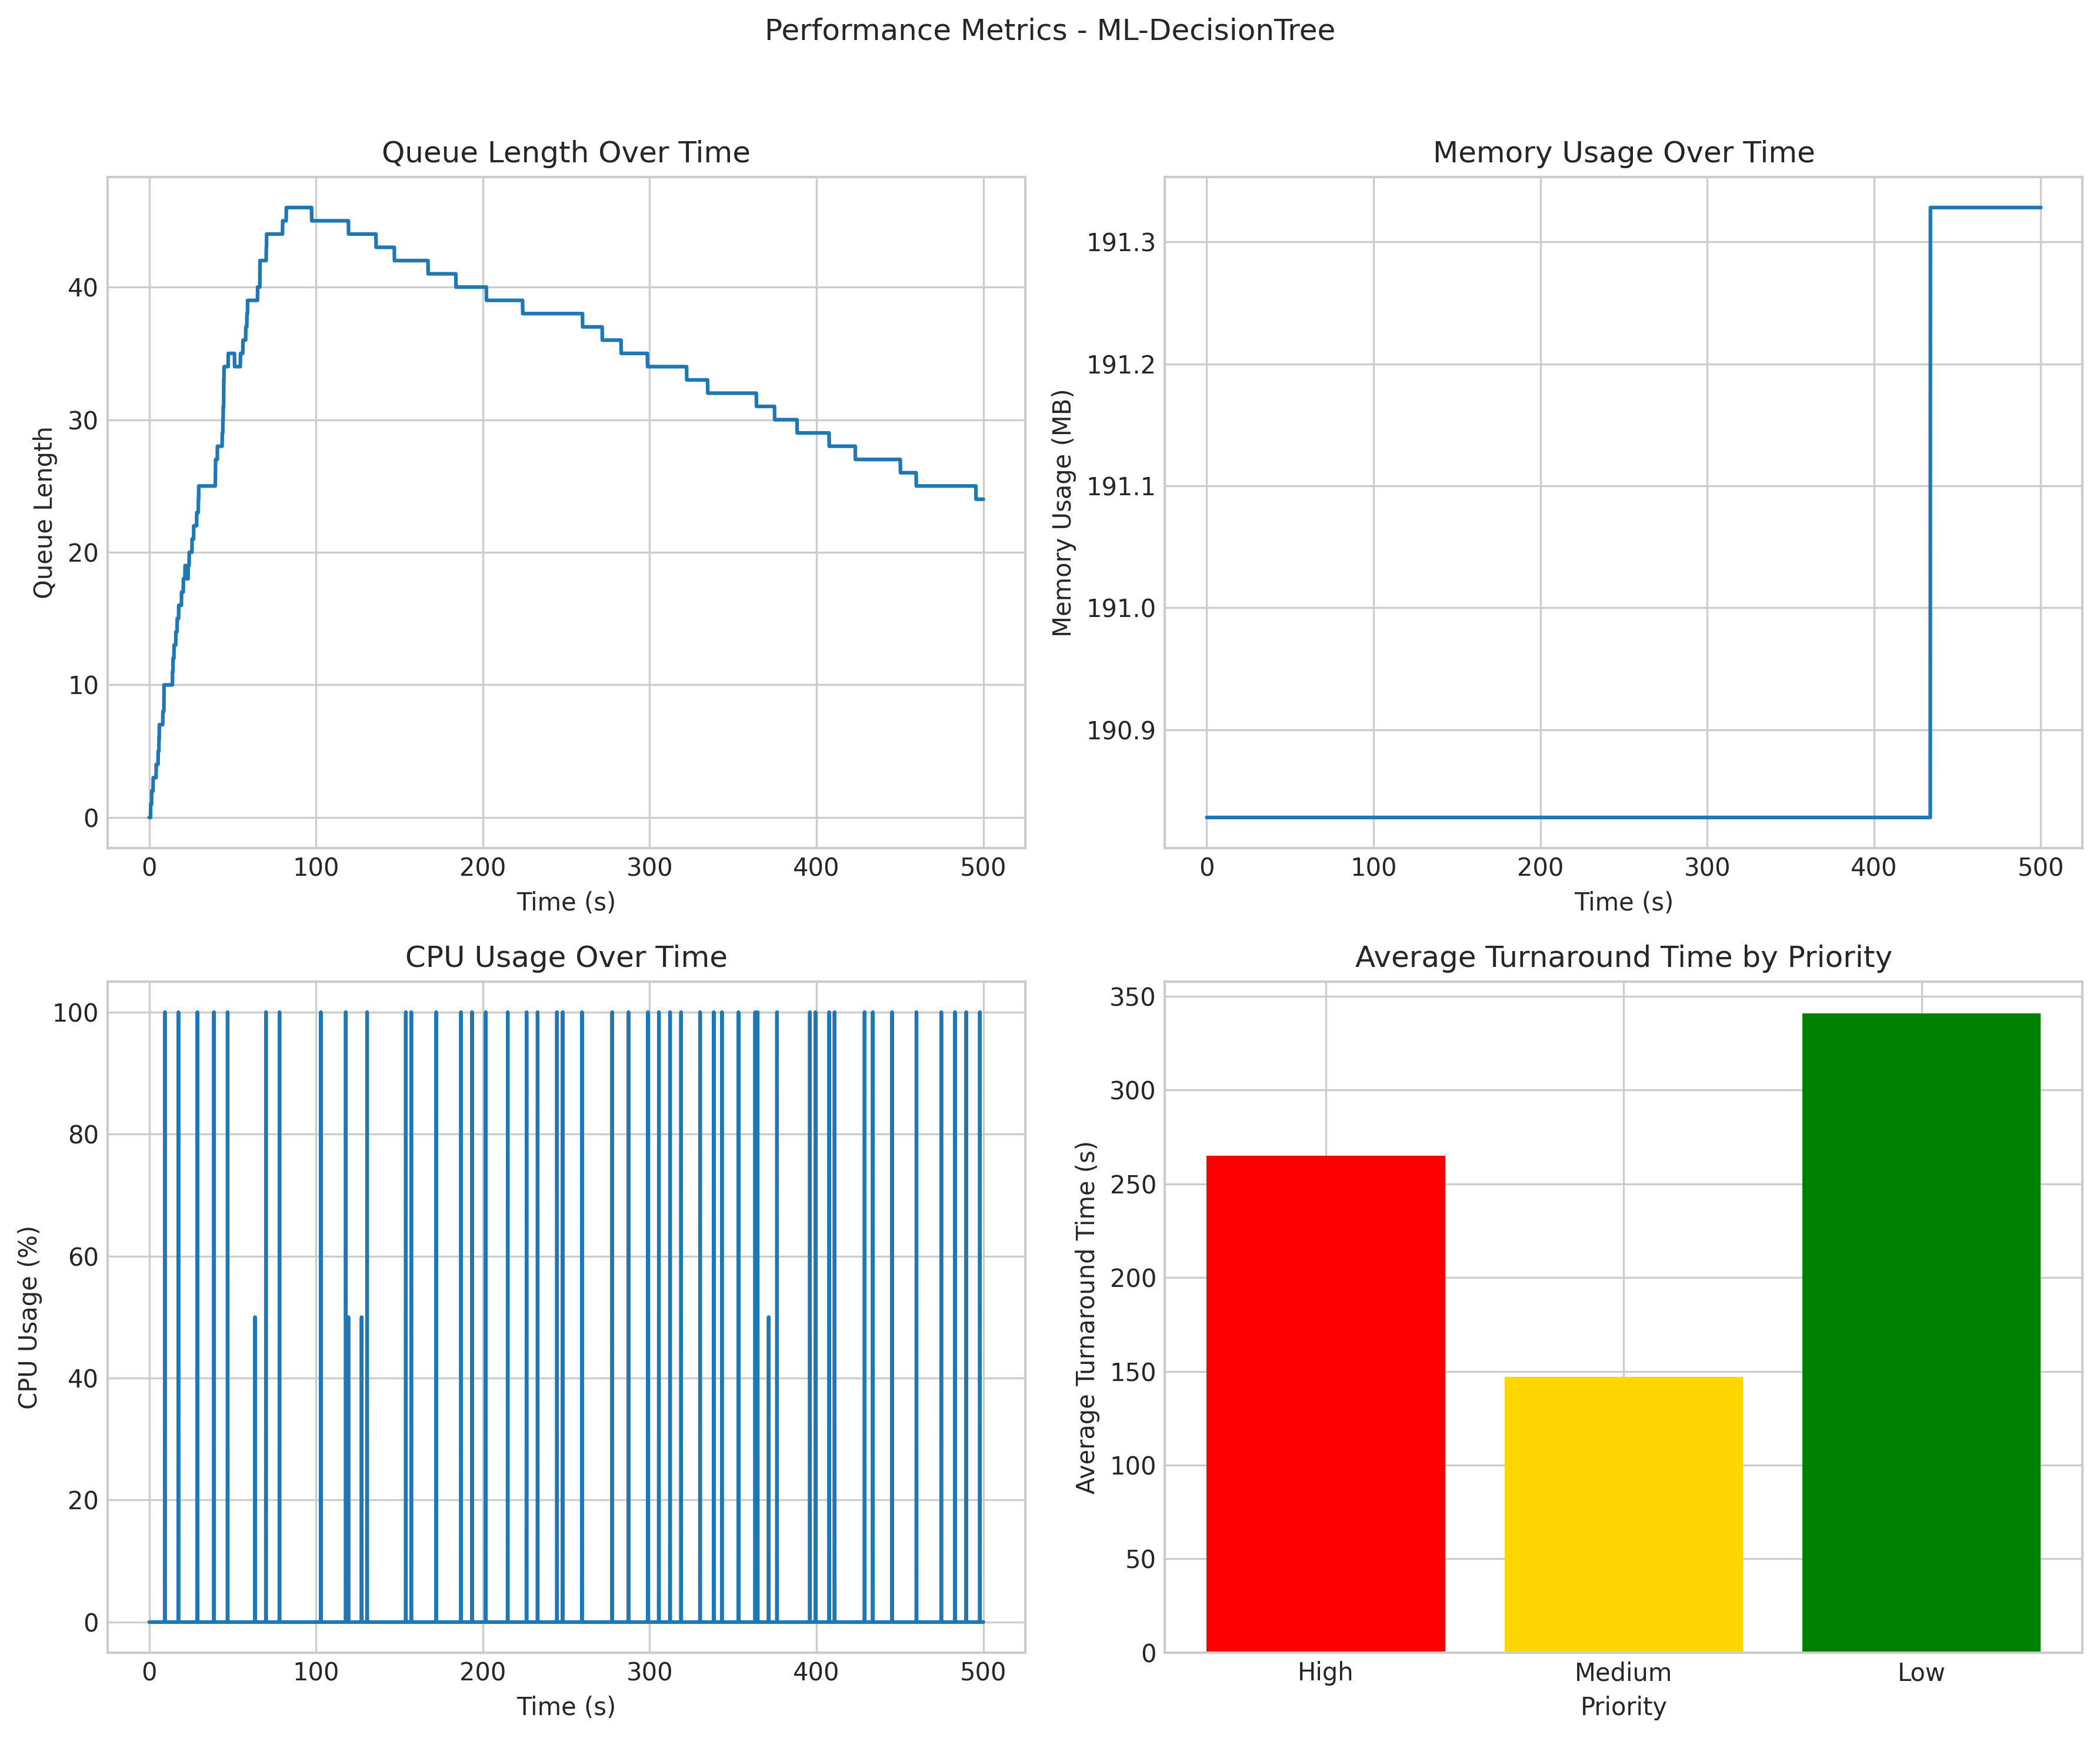 Performance Metrics - ML-DecisionTree
Queue Length Over Time
Queue Length
40
30
20
10
0
0 100 200 300 400 500
Time (s)
Memory Usage Over Time
Memory Usage (MB)
191.3
191.2
191.1
191.0
190.9
0 100 200 300 400 500
Time (s)
CPU Usage Over Time
CPU Usage (%)
100
80
60
40
20
0
0 100 200 300 400 500
Time (s)
Average Turnaround Time by Priority
Average Turnaround Time (s)
350
300
250
200
150
100
50
0
High Medium Low
Priority